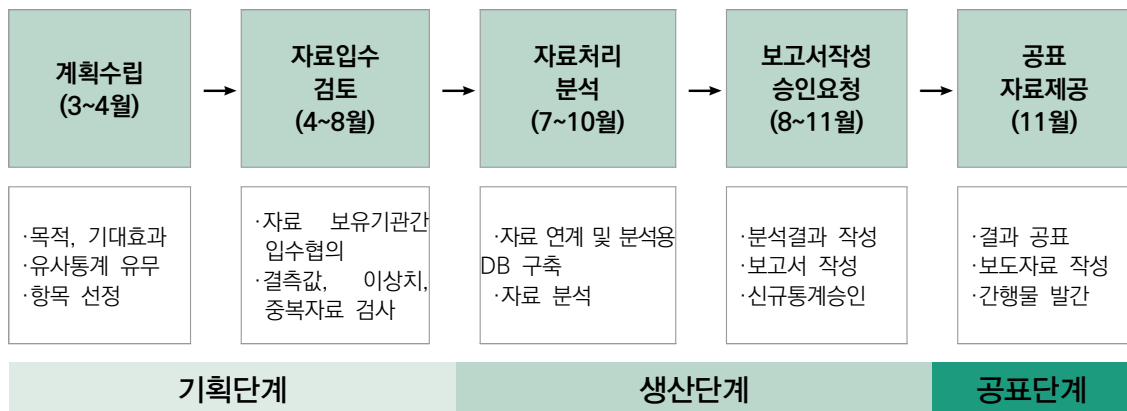 계획수립
(3~4월)
자료입수
검토
(4~8월)
자료처리
분석
(7~10월)
보고서작성
승인요청
(8~11월)
공표
자료제공
(11월)
·목적, 기대효과
·유사통계 유무
·항목 선정
·자료 보유기관간
입수협의
·결측값, 이상치,
중복자료 검사
·자료 연계 및 분석용
DB 구축
·자료 분석
·분석결과 작성
·보고서 작성
·신규통계승인
·결과 공표
·보도자료 작성
·간행물 발간
기획단계
생산단계
공표단계